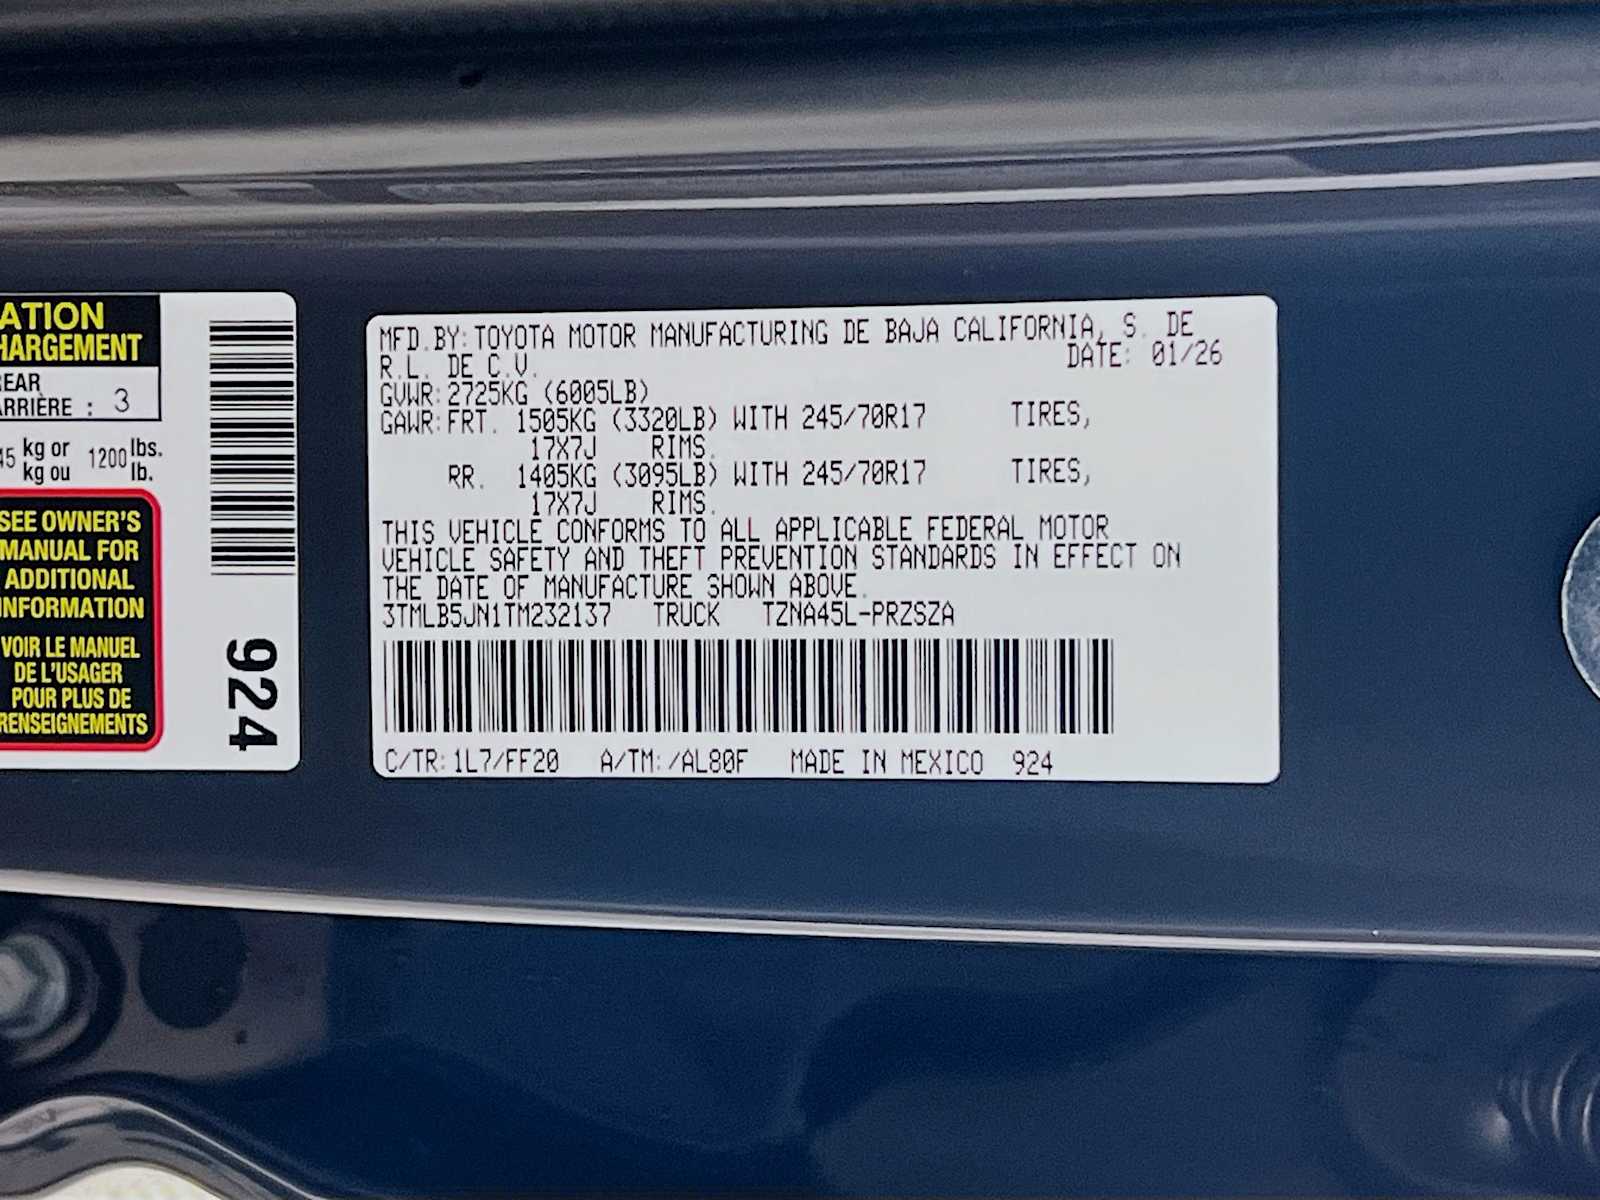 ATION
HARGEMENT
REAR
ARRIÈRE : 3
45 kg or 1200 lbs.
kg ou lb.
SEE OWNER'S
MANUAL FOR
ADDITIONAL
INFORMATION
VOIR LE MANUEL
DE L'USAGER
POUR PLUS DE
RENSEIGNEMENTS
924
MFD.BY: TOYOTA MOTOR MANUFACTURING DE BAJA CALIFORNIA, S. DE
R.L. DE C.V. DATE: 01/26
GVWR: 2725KG (6005LB)
GAWR: FRT. 1505KG (3320LB) WITH 245/70R17 TIRES,
17X7J RIMS.
RR. 1405KG (3095LB) WITH 245/70R17 TIRES,
17X7J RIMS.
THIS VEHICLE CONFORMS TO ALL APPLICABLE FEDERAL MOTOR
VEHICLE SAFETY AND THEFT PREVENTION STANDARDS IN EFFECT ON
THE DATE OF MANUFACTURE SHOWN ABOVE.
3TMLB5JN1TM232137 TRUCK TZNA45L-PRZSZA
C/TR: 1L7/FF20 A/TM: /AL80F MADE IN MEXICO 924